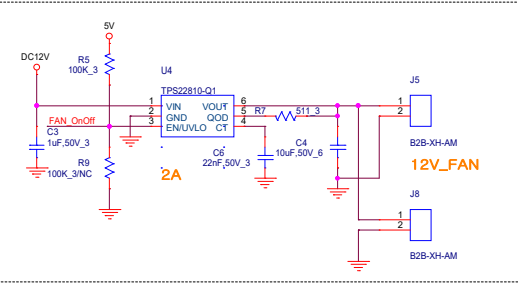 5V
DC12V
R5
100K_3
U4
TPS22810-Q1
J5
1 VIN VOUT 6
2 GND QOD 5
3 EN/UVLO CT 4
FAN_OnOff
R7 511_3
1
2
C3
1uF,50V_3
C6
22nF,50V_3
C4
10uF,50V_6
B2B-XH-AM
R9
100K_3/NC
2A
12V_FAN
J8
1
2
B2B-XH-AM